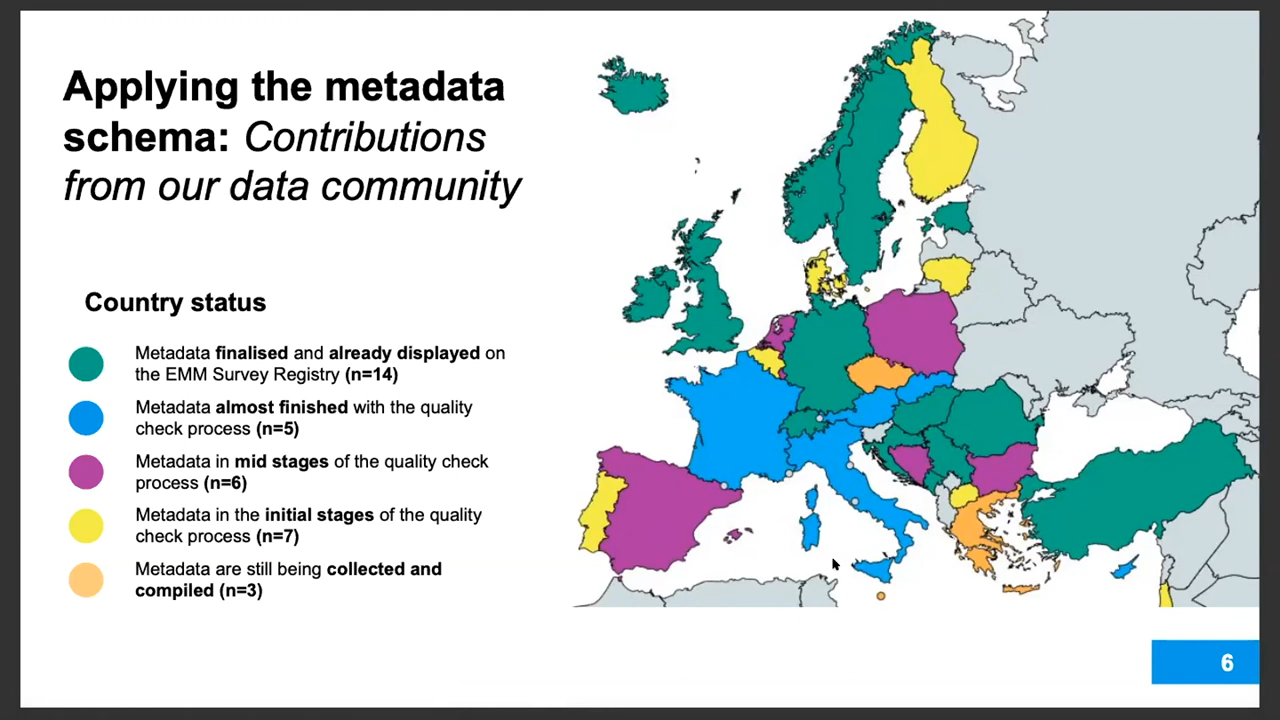 Applying the metadata
schema: Contributions
from our data community
Country status
Metadata finalised and already displayed on
the EMM Survey Registry (n=14)
Metadata almost finished with the quality
check process (n=5)
Metadata in mid stages of the quality check
process (n=6)
Metadata in the initial stages of the quality
check process (n=7)
Metadata are still being collected and
compiled (n=3)
6